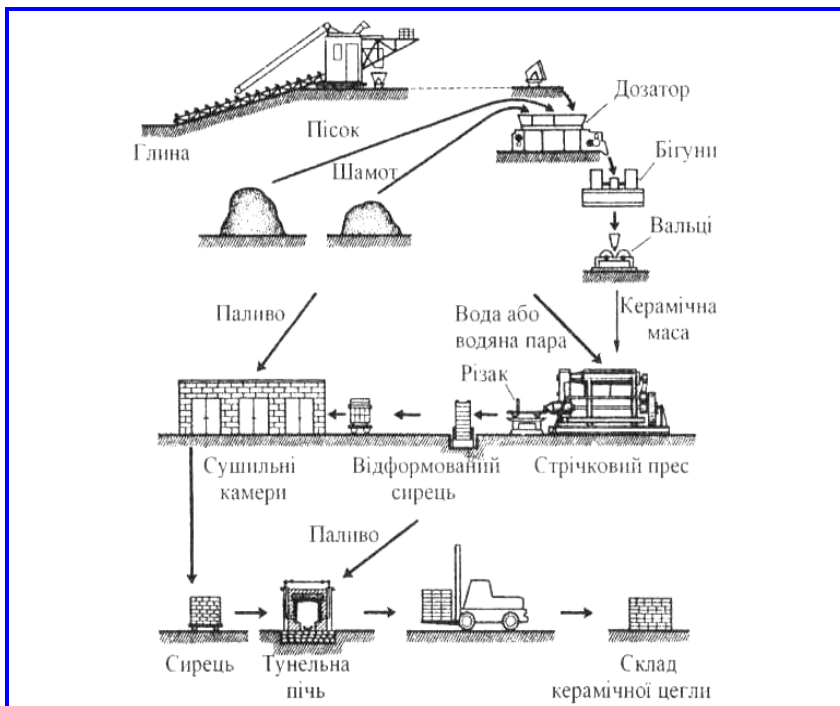 Дозатор
Пісок
Глина
Бігуни
Шамот
Вальці
Паливо
Вода або
водяна пара
Керамічна
маса
Різак
Сушильні
камери
Відформований
сирець
Стрічковий прес
Паливо
Сирець
Тунельна
пічь
Склад
керамічної цегли